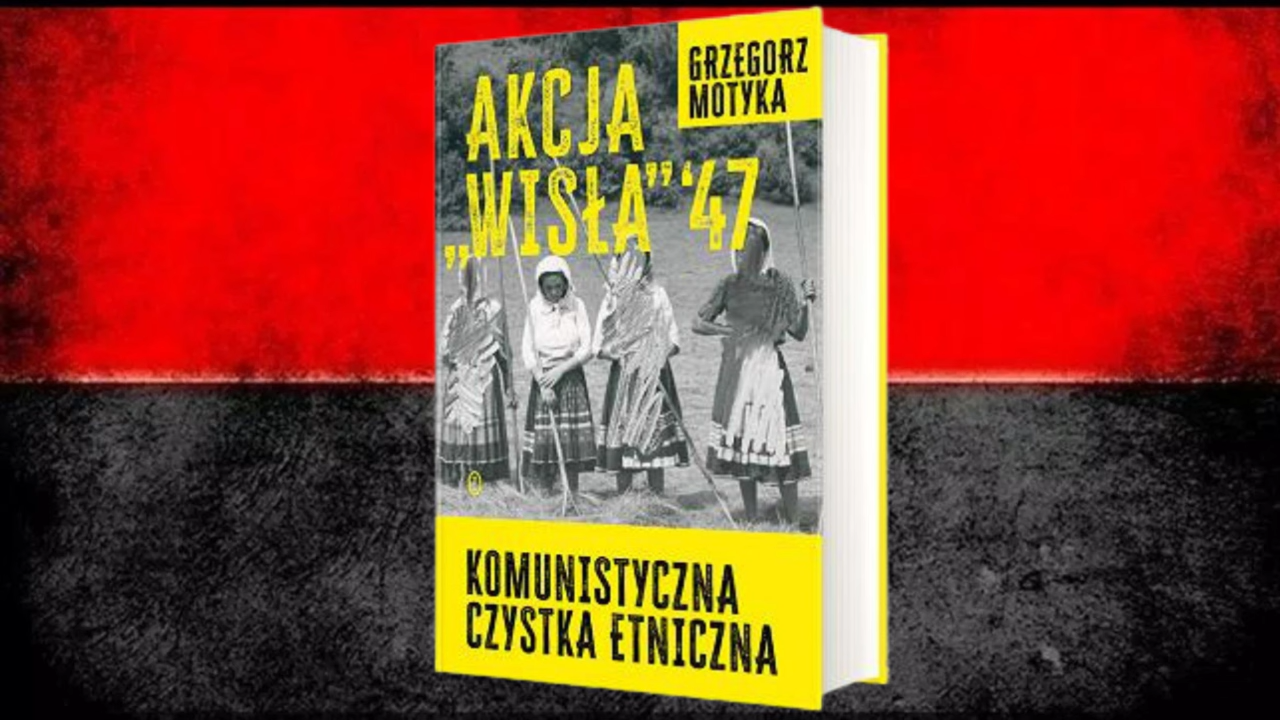 GRZEGORZ
MOTYKA
AKCJA
„WISŁA” ‘47
KOMUNISTYCZNA
CZYSTKA ETNICZNA